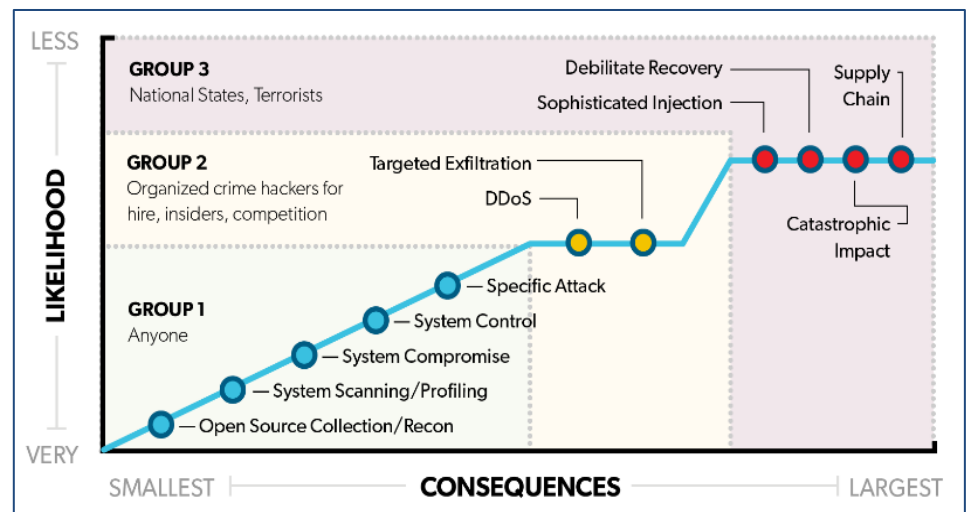 LESS
GROUP 3
National States, Terrorists
Debilitate Recovery
Sophisticated Injection
Supply
Chain
GROUP 2
Organized crime hackers for
hire, insiders, competition
Targeted Exfiltration
DDoS
Catastrophic
Impact
LIKELIHOOD
GROUP 1
Anyone
Specific Attack
System Control
System Compromise
System Scanning/Profiling
Open Source Collection/Recon
VERY
SMALLEST
CONSEQUENCES
LARGEST